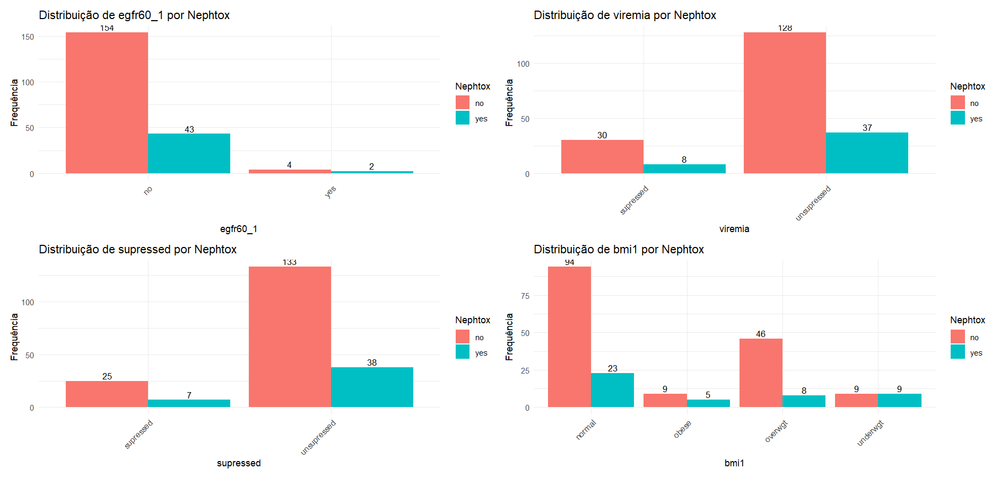 Distribuição de egfr60_1 por Nephtox
154
150
100
50
0
Frequência
43
4
2
no
yes
egfr60_1
Nephtox
no
yes
Distribuição de viremia por Nephtox
128
100
50
0
Frequência
30
8
37
supressed
unsupressed
viremia
Nephtox
no
yes
Distribuição de supressed por Nephtox
133
100
50
0
Frequência
25
7
38
supressed
unsupressed
supressed
Nephtox
no
yes
Distribuição de bmi1 por Nephtox
94
75
50
25
0
Frequência
23
9
5
46
8
9
9
normal
obese
overwgt
underwgt
bmi1
Nephtox
no
yes